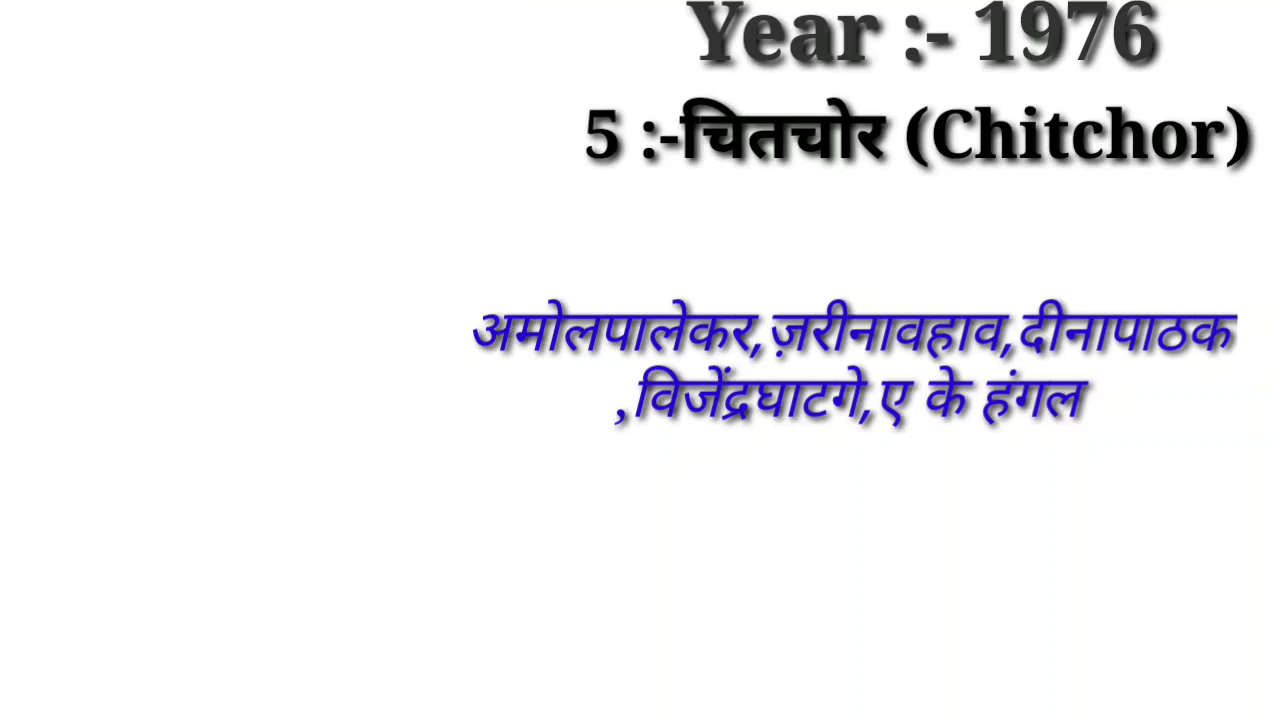 Year :- 1976
5 :-चितचोर (Chitchor)
अमोलपालेकर,ज़रीनावहाव,दीनापाठक
,विजेंद्रघाटगे,ए के हंगल